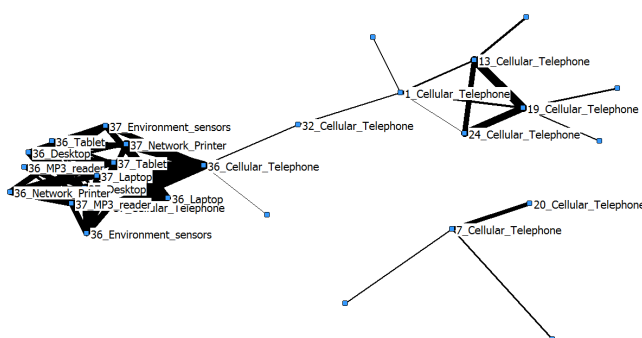 13_Cellular_Telephone
1_Cellular_Telephone
19_Cellular_Telephone
32_Cellular_Telephone
24_Cellular_Telephone
37_Environment_sensors
36_Tablet
37_Network_Printer
36_Desktop
37_Tablet
36_MP3_reader
36_Cellular_Telephone
37_Laptop
36_Network_Printer
Desktop
36_Laptop
37_MP3_reader
Telephone
20_Cellular_Telephone
7_Cellular_Telephone
36_Environment_sensors